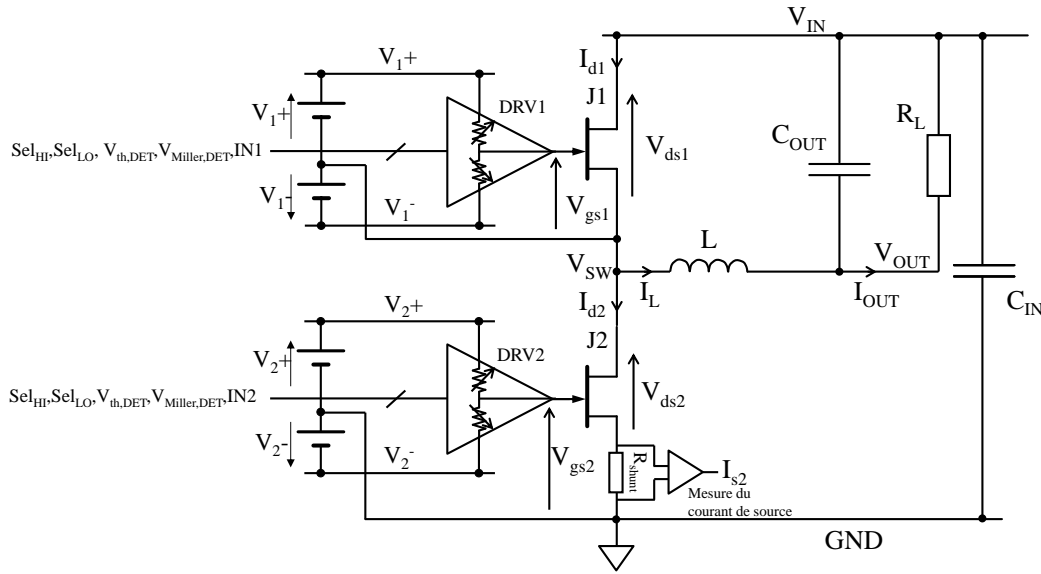 V_IN
I_d1
V_1+
DRV1
J1
V_1+
R_L
C_OUT
V_ds1
Sel_HI,Sel_LO, V_th,DET,V_Miller,DET,IN1
V_1-
V_1-
V_gs1
L
V_SW
I_L
V_OUT
I_OUT
C_IN
I_d2
V_2+
DRV2
J2
V_2+
V_ds2
Sel_HI,Sel_LO,V_th,DET,V_Miller,DET,IN2
V_2-
V_2-
V_gs2
R_shunt
I_s2
Mesure du
courant de source
GND